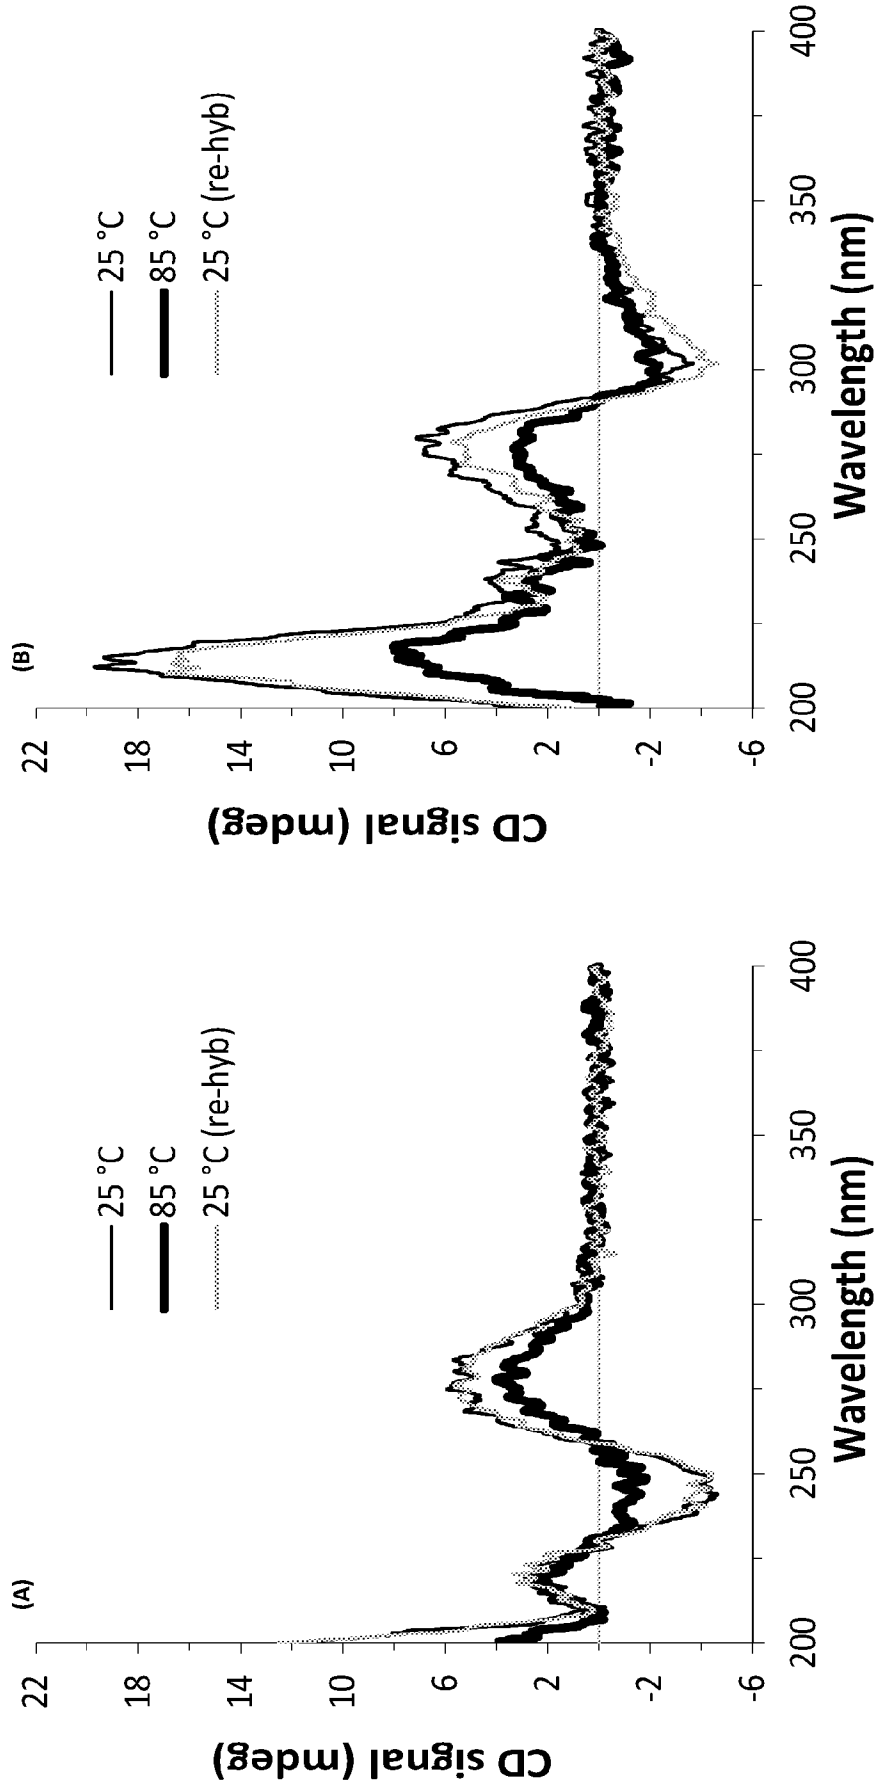 (A)
CD signal (mdeg)
22
18
14
10
6
2
-2
-6
25 °C
85 °C
25 °C (re-hyb)
200
250
300
350
400
Wavelength (nm)
(B)
CD signal (mdeg)
22
18
14
10
6
2
-2
-6
25 °C
85 °C
25 °C (re-hyb)
200
250
300
350
400
Wavelength (nm)